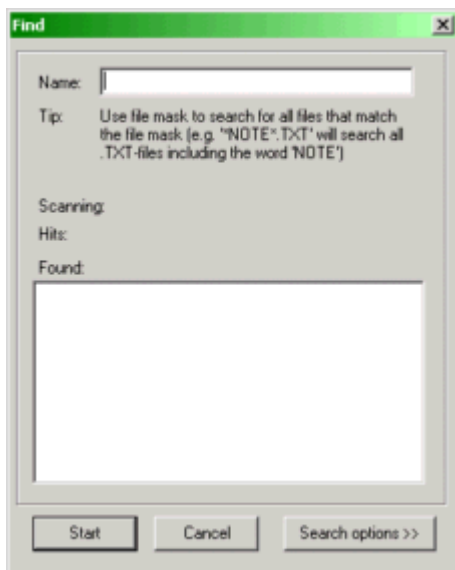 Find
Name:
Tip: Use file mask to search for all files that match
the file mask (e.g. '*NOTE*.TXT' will search all
.TXT-files including the word 'NOTE')
Scanning:
Hits:
Found:
Start Cancel Search options >>